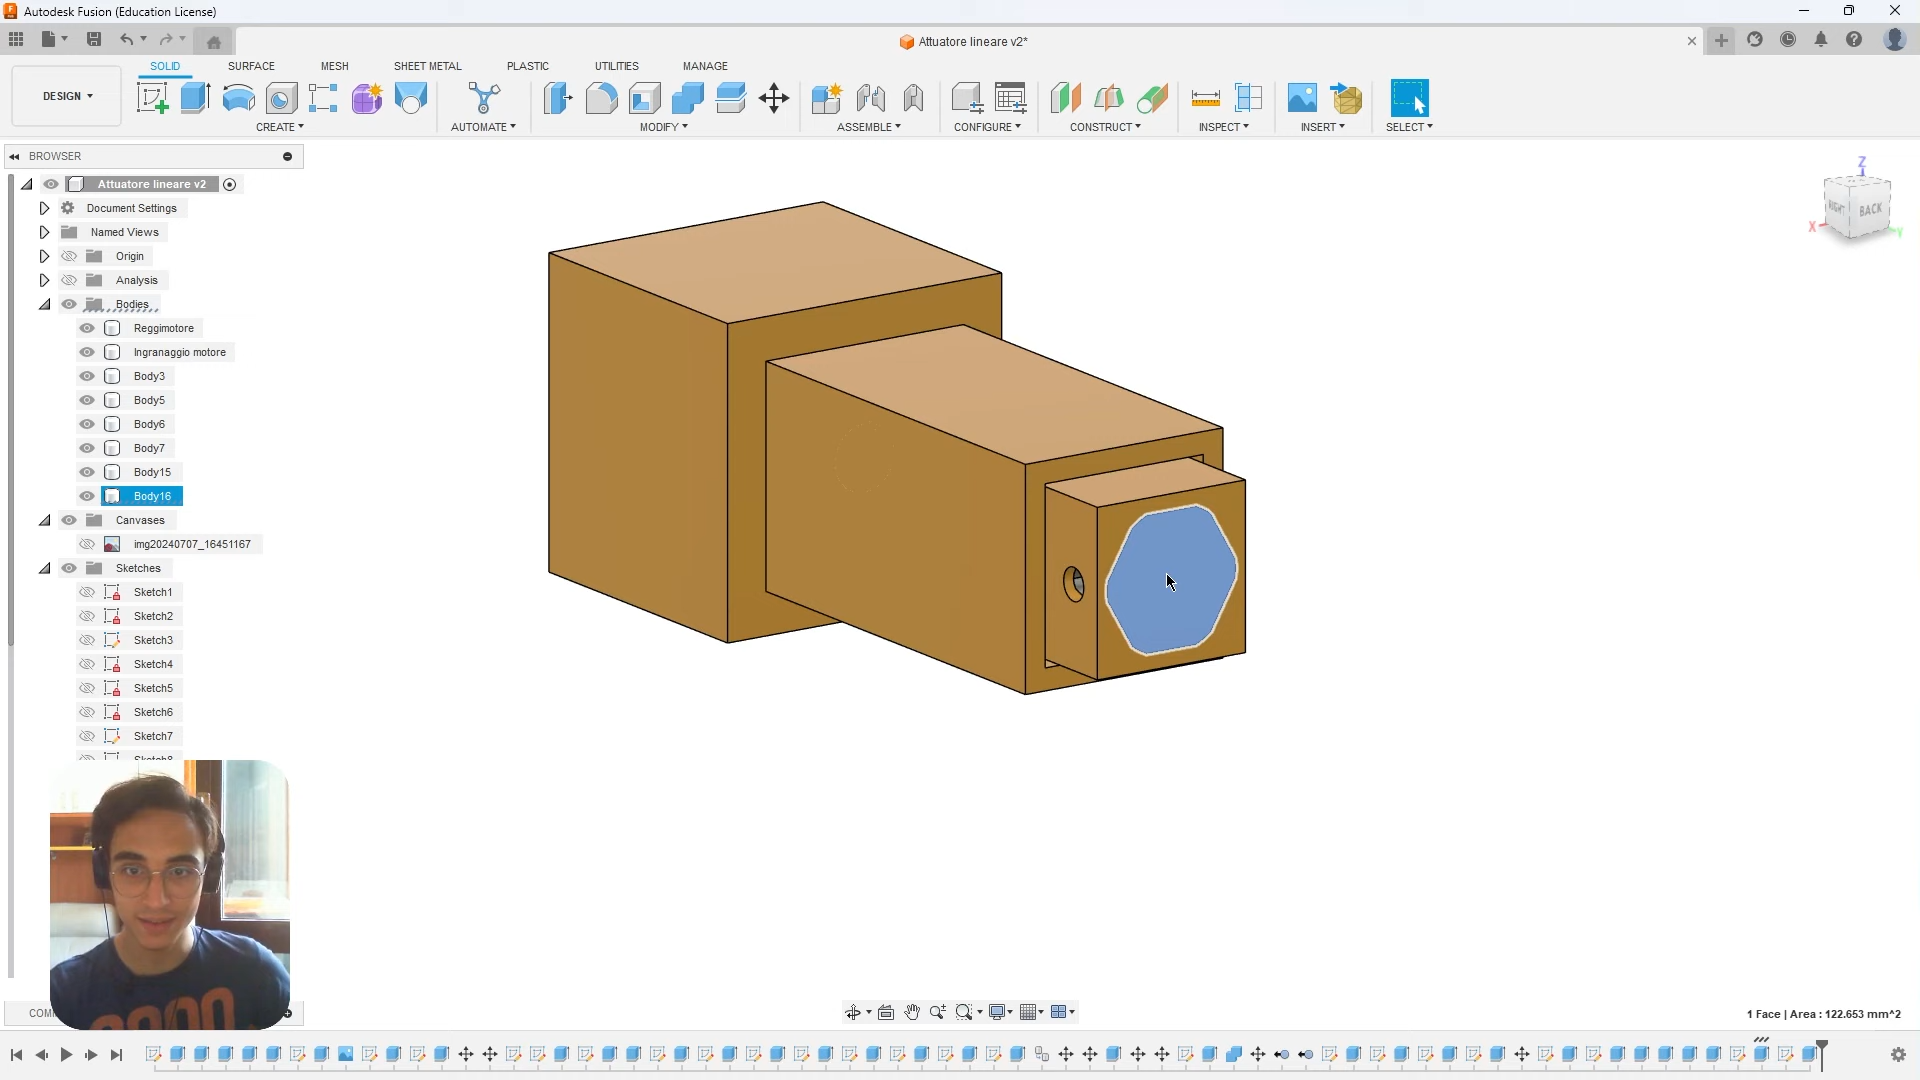 Autodesk Fusion (Education License)
Attuatore lineare v2*
DESIGN
SOLID SURFACE MESH SHEET METAL PLASTIC UTILITIES MANAGE
CREATE AUTOMATE MODIFY ASSEMBLE CONFIGURE CONSTRUCT INSPECT INSERT SELECT
BROWSER
Attuatore lineare v2
Document Settings
Named Views
Origin
Analysis
Bodies
Reggimotore
Ingranaggio motore
Body3
Body5
Body6
Body7
Body15
Body16
Canvases
img20240707_16451167
Sketches
Sketch1
Sketch2
Sketch3
Sketch4
Sketch5
Sketch6
Sketch7
Sketch8
Z
RIGHT BACK
X Y
1 Face | Area : 122.653 mm^2